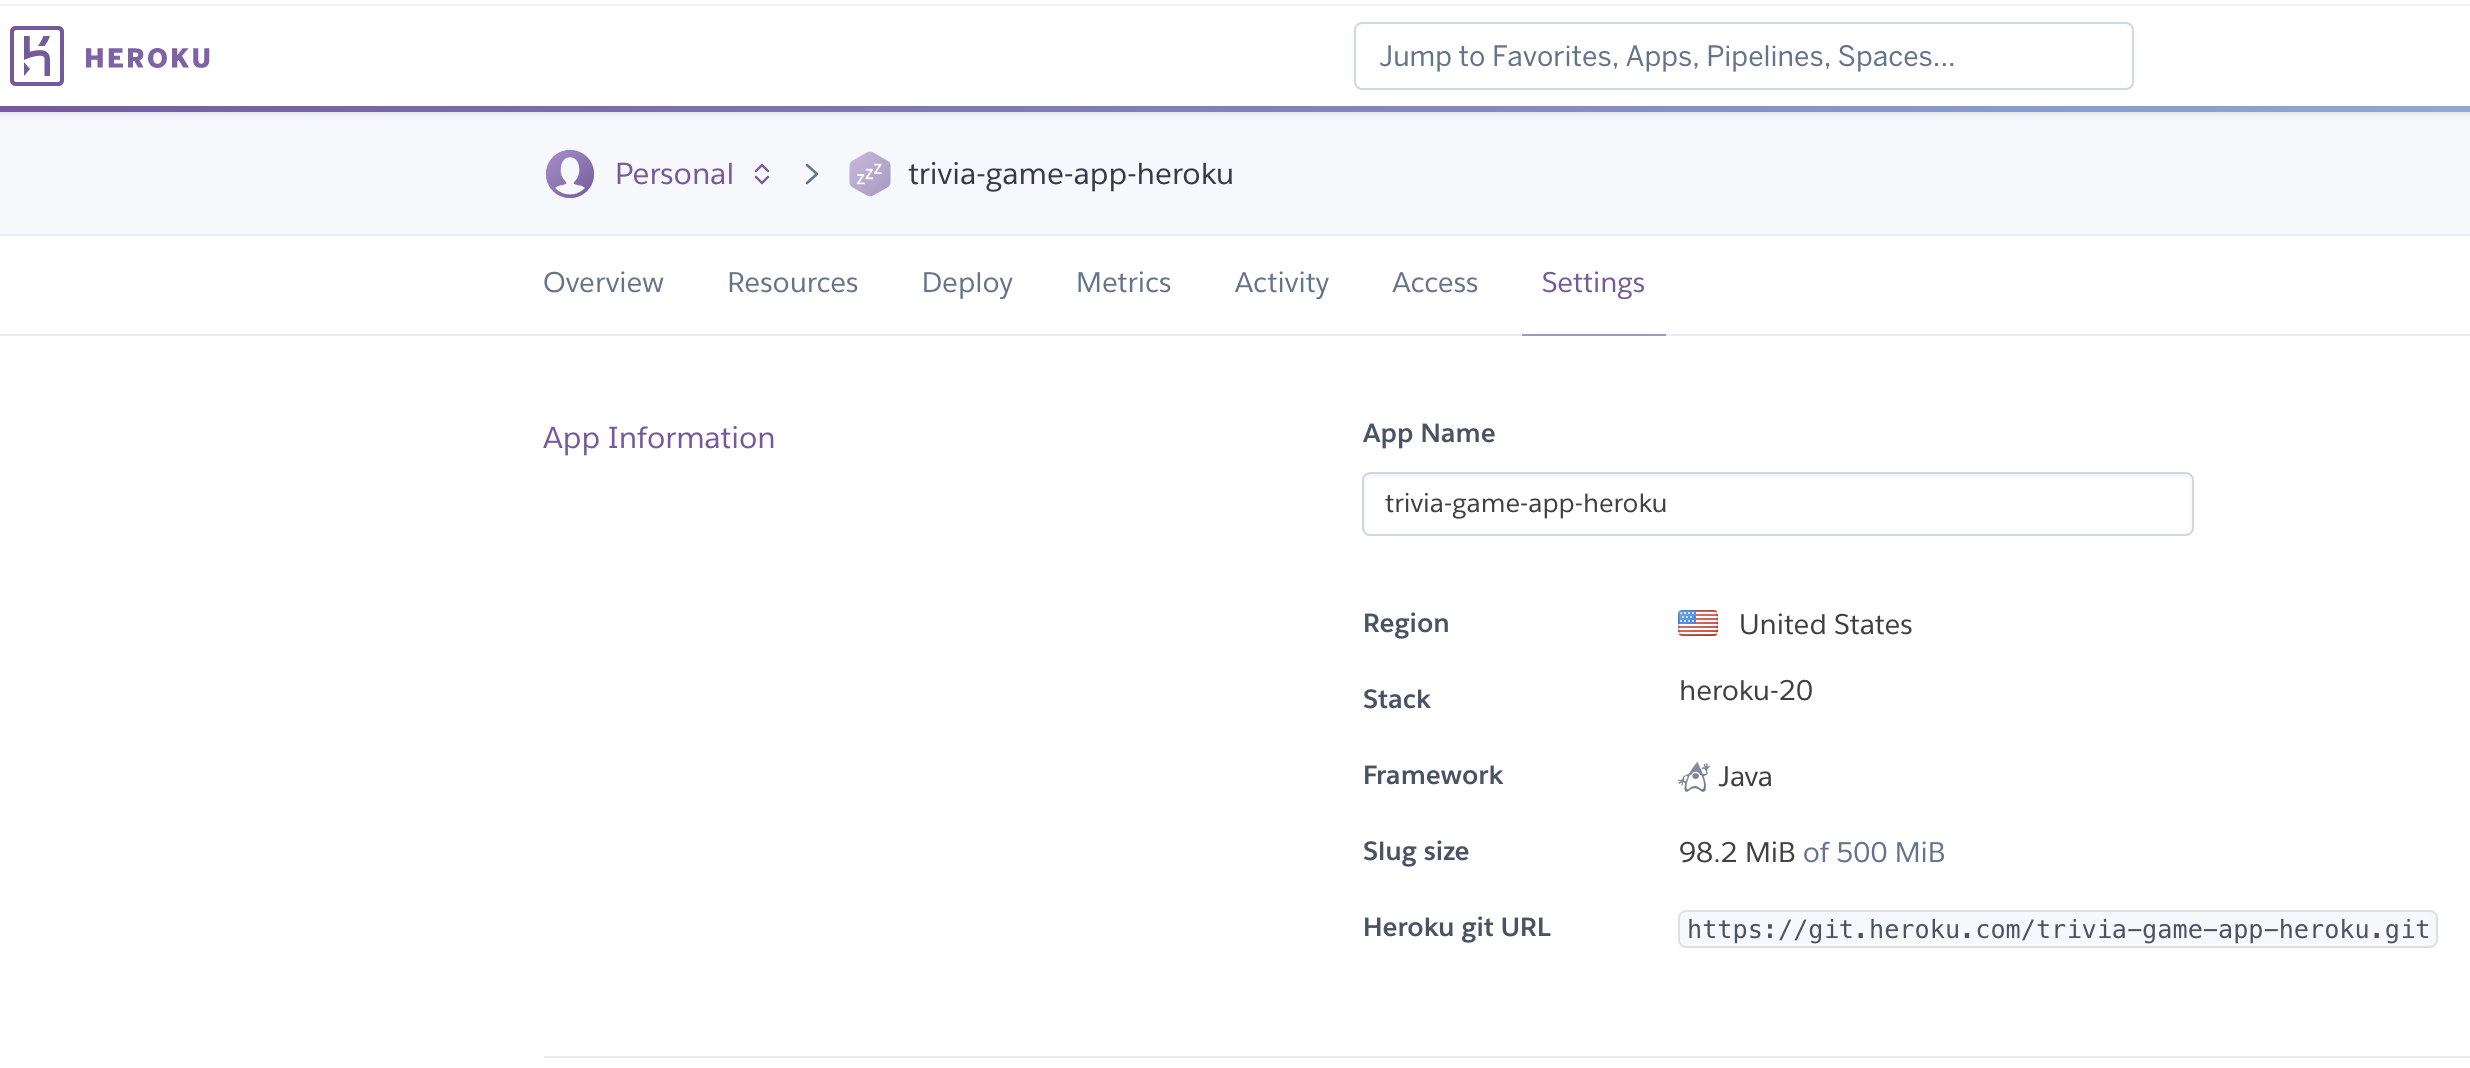 HEROKU
Jump to Favorites, Apps, Pipelines, Spaces...
Personal > zzz trivia-game-app-heroku
Overview Resources Deploy Metrics Activity Access Settings
App Information
App Name
trivia-game-app-heroku
Region United States
Stack heroku-20
Framework Java
Slug size 98.2 MiB of 500 MiB
Heroku git URL https://git.heroku.com/trivia-game-app-heroku.git